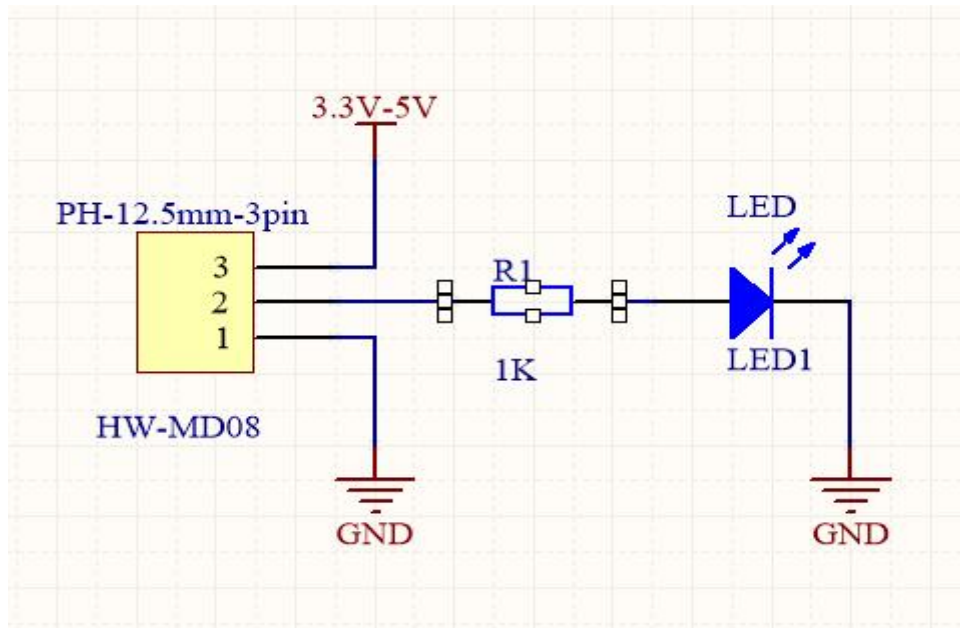 3.3V-5V
PH-12.5mm-3pin
LED
3
R1
2
1
LED1
1K
HW-MD08
GND
GND